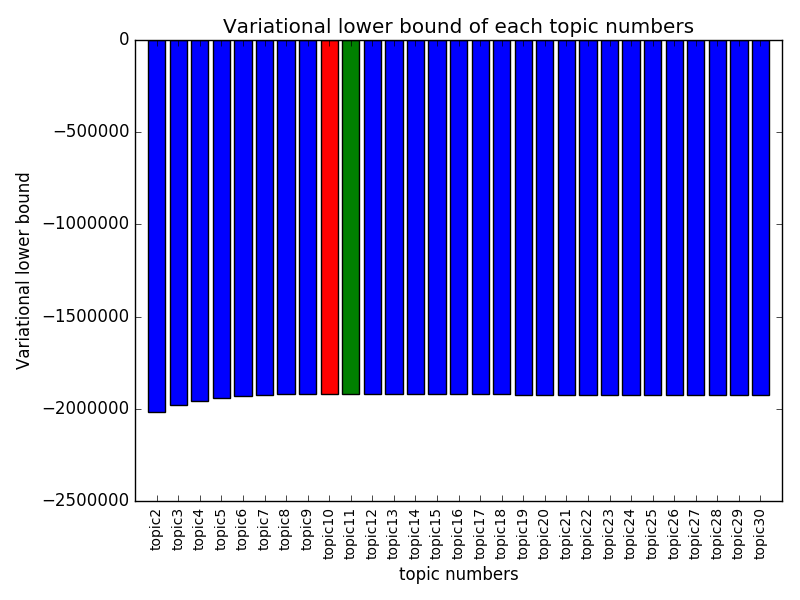 Variational lower bound of each topic numbers
0
−500000
−1000000
−1500000
−2000000
−2500000
Variational lower bound
topic2
topic3
topic4
topic5
topic6
topic7
topic8
topic9
topic10
topic11
topic12
topic13
topic14
topic15
topic16
topic17
topic18
topic19
topic20
topic21
topic22
topic23
topic24
topic25
topic26
topic27
topic28
topic29
topic30
topic numbers